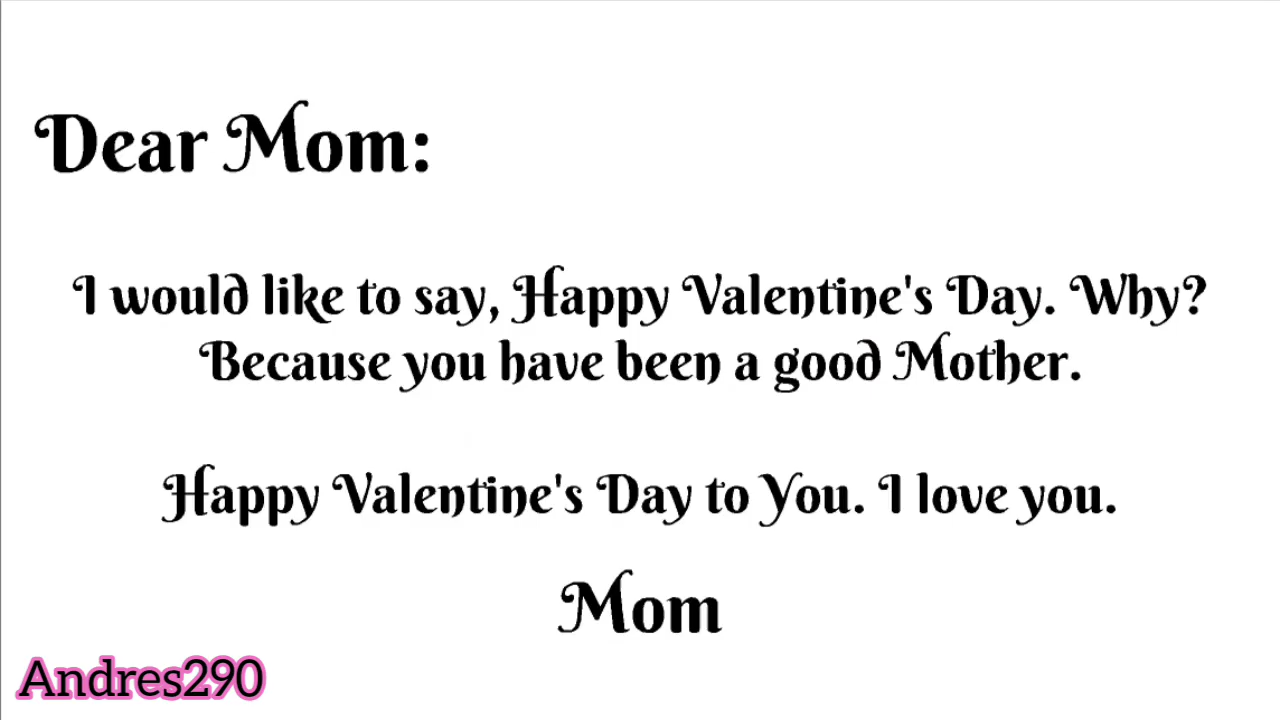 Dear Mom:
I would like to say, Happy Valentine's Day. Why?
Because you have been a good Mother.
Happy Valentine's Day to You. I love you.
Mom
Andres290